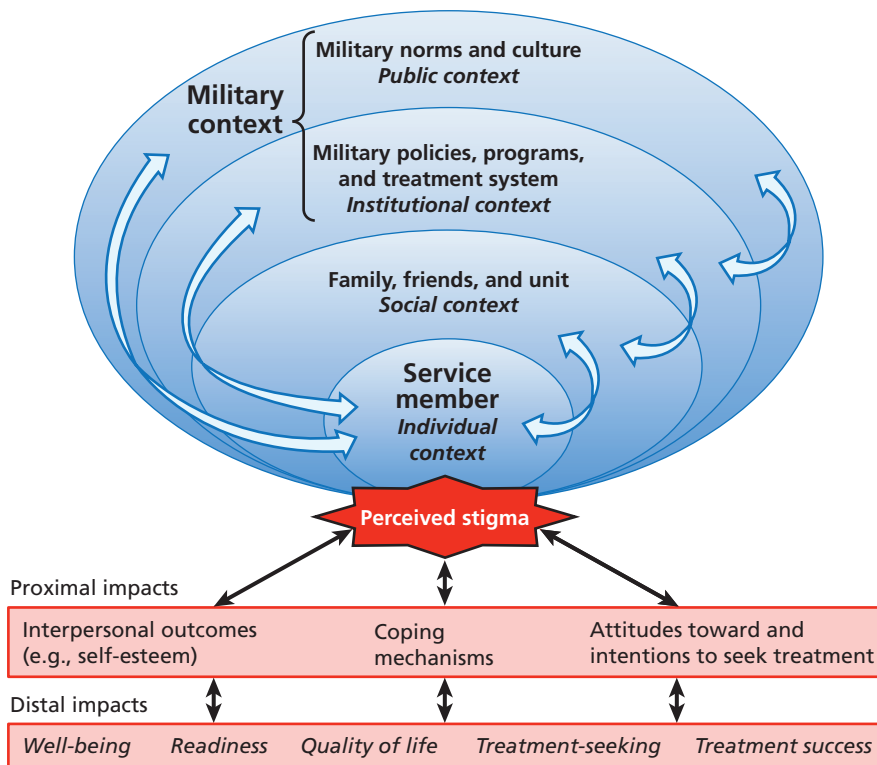 Military norms and culture
Public context
Military
context
Military policies, programs,
and treatment system
Institutional context
Family, friends, and unit
Social context
Service
member
Individual
context
Perceived stigma
Proximal impacts
Interpersonal outcomes
(e.g., self-esteem)
Coping
mechanisms
Attitudes toward and
intentions to seek treatment
Distal impacts
Well-being Readiness Quality of life Treatment-seeking Treatment success